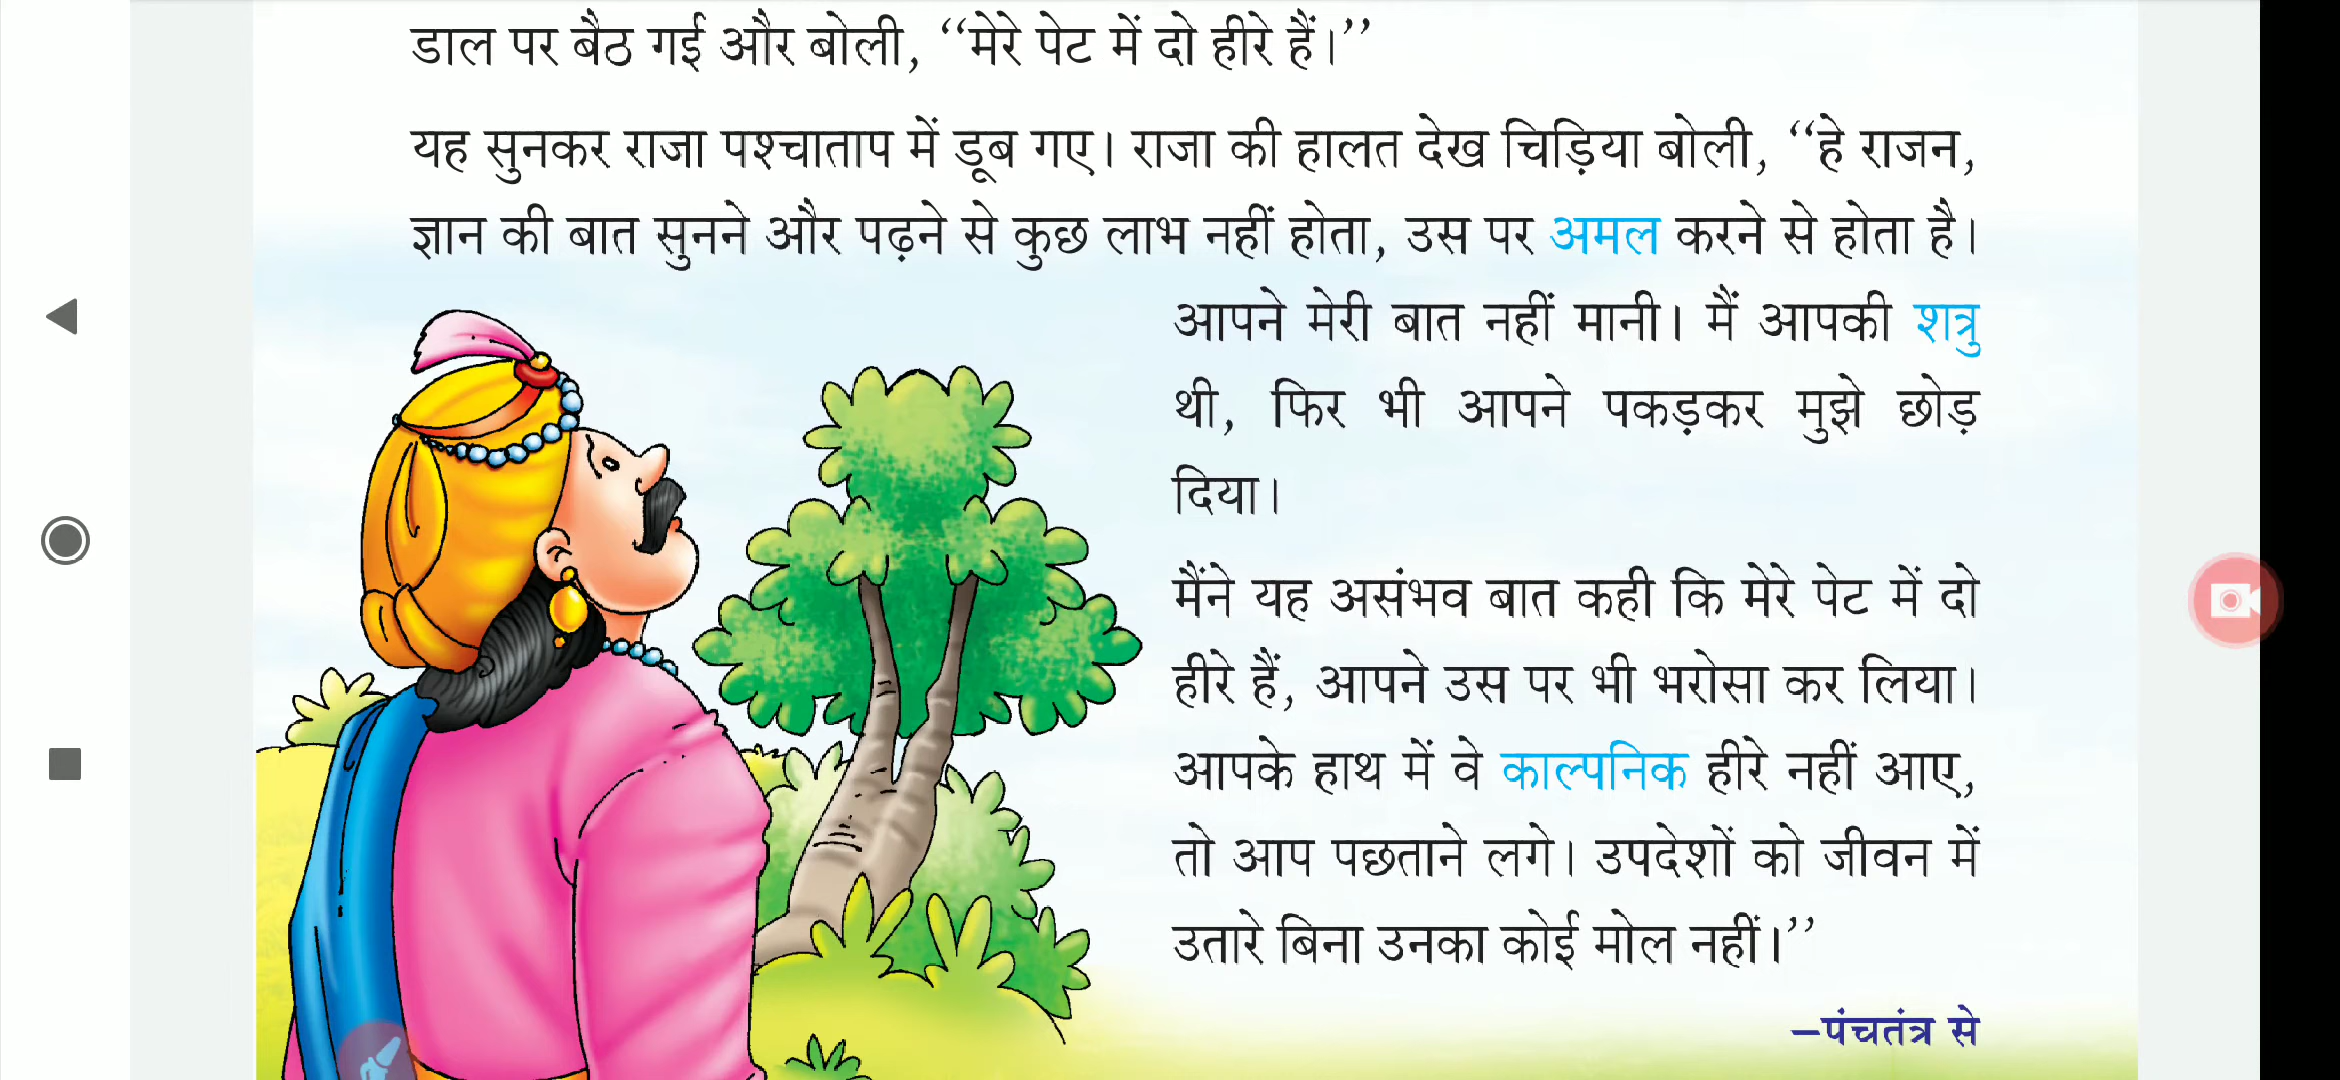 डाल पर बैठ गई और बोली, ‘‘मेरे पेट में दो हीरे हैं।’’
यह सुनकर राजा पश्चाताप में डूब गए। राजा की हालत देख चिड़िया बोली, ‘‘हे राजन,
ज्ञान की बात सुनने और पढ़ने से कुछ लाभ नहीं होता, उस पर अमल करने से होता है।
आपने मेरी बात नहीं मानी। मैं आपकी शत्रु
थी, फिर भी आपने पकड़कर मुझे छोड़
दिया।
मैंने यह असंभव बात कही कि मेरे पेट में दो
हीरे हैं, आपने उस पर भी भरोसा कर लिया।
आपके हाथ में वे काल्पनिक हीरे नहीं आए,
तो आप पछताने लगे। उपदेशों को जीवन में
उतारे बिना उनका कोई मोल नहीं।’’
–पंचतंत्र से